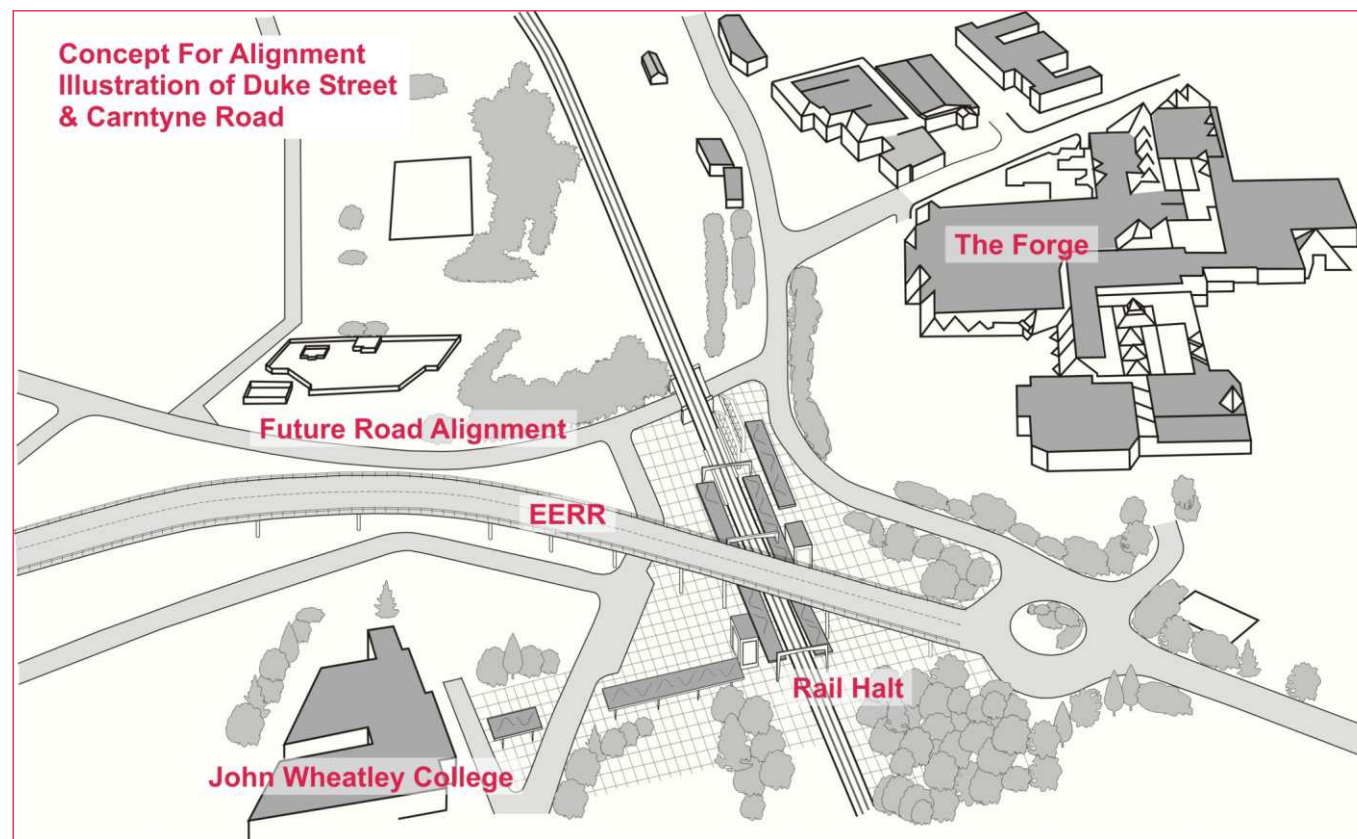 Concept For Alignment
Illustration of Duke Street
& Carntyne Road
The Forge
Future Road Alignment
EERR
Rail Halt
John Wheatley College